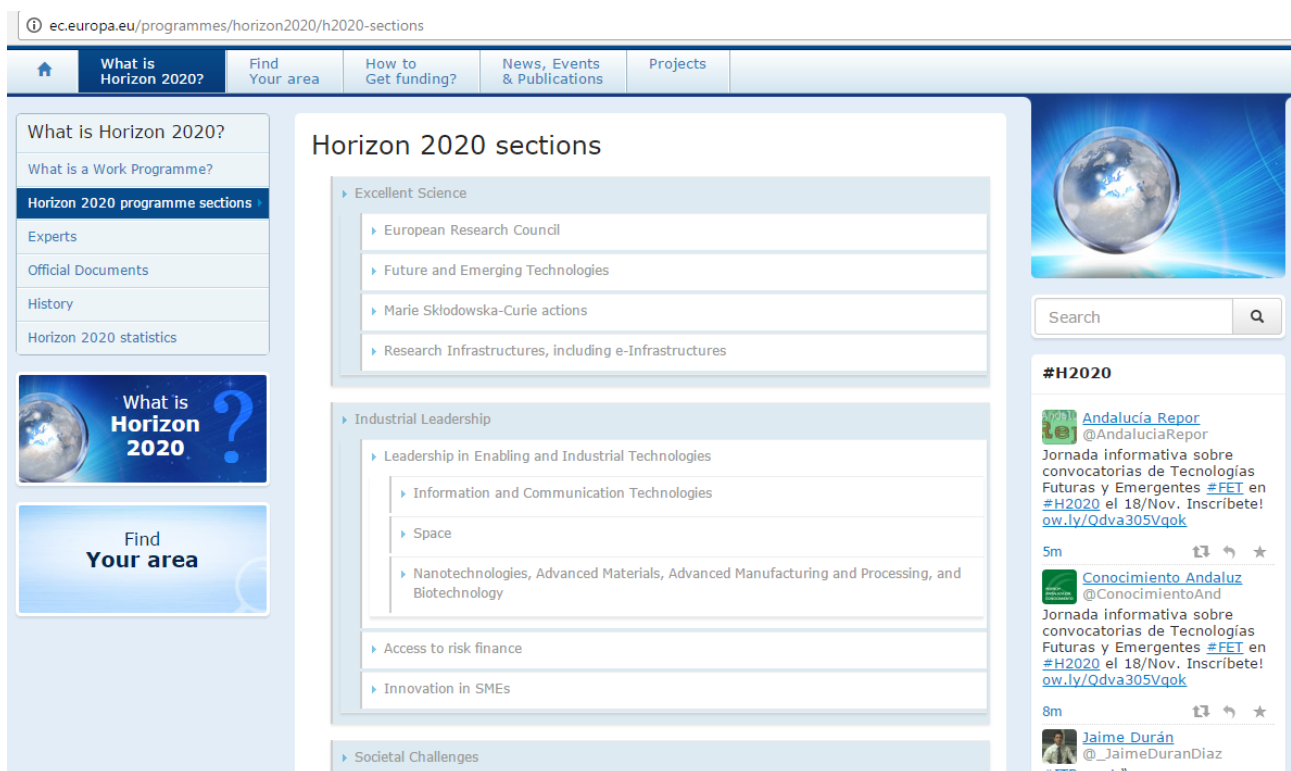 ec.europa.eu/programmes/horizon2020/h2020-sections
What is
Horizon 2020?
Find
Your area
How to
Get funding?
News, Events
& Publications
Projects
What is Horizon 2020?
What is a Work Programme?
Horizon 2020 programme sections
Experts
Official Documents
History
Horizon 2020 statistics
What is
Horizon
2020
?
Find
Your area
Horizon 2020 sections
Excellent Science
European Research Council
Future and Emerging Technologies
Marie Skłodowska-Curie actions
Research Infrastructures, including e-Infrastructures
Industrial Leadership
Leadership in Enabling and Industrial Technologies
Information and Communication Technologies
Space
Nanotechnologies, Advanced Materials, Advanced Manufacturing and Processing, and
Biotechnology
Access to risk finance
Innovation in SMEs
Societal Challenges
Search
#H2020
Andalucía Repor
@AndaluciaRepor
Jornada informativa sobre
convocatorias de Tecnologías
Futuras y Emergentes #FET en
#H2020 el 18/Nov. Inscríbete!
ow.ly/Qdva305Vqok
5m
Conocimiento Andaluz
@ConocimientoAnd
Jornada informativa sobre
convocatorias de Tecnologías
Futuras y Emergentes #FET en
#H2020 el 18/Nov. Inscríbete!
ow.ly/Qdva305Vqok
8m
Jaime Durán
@_JaimeDuranDiaz